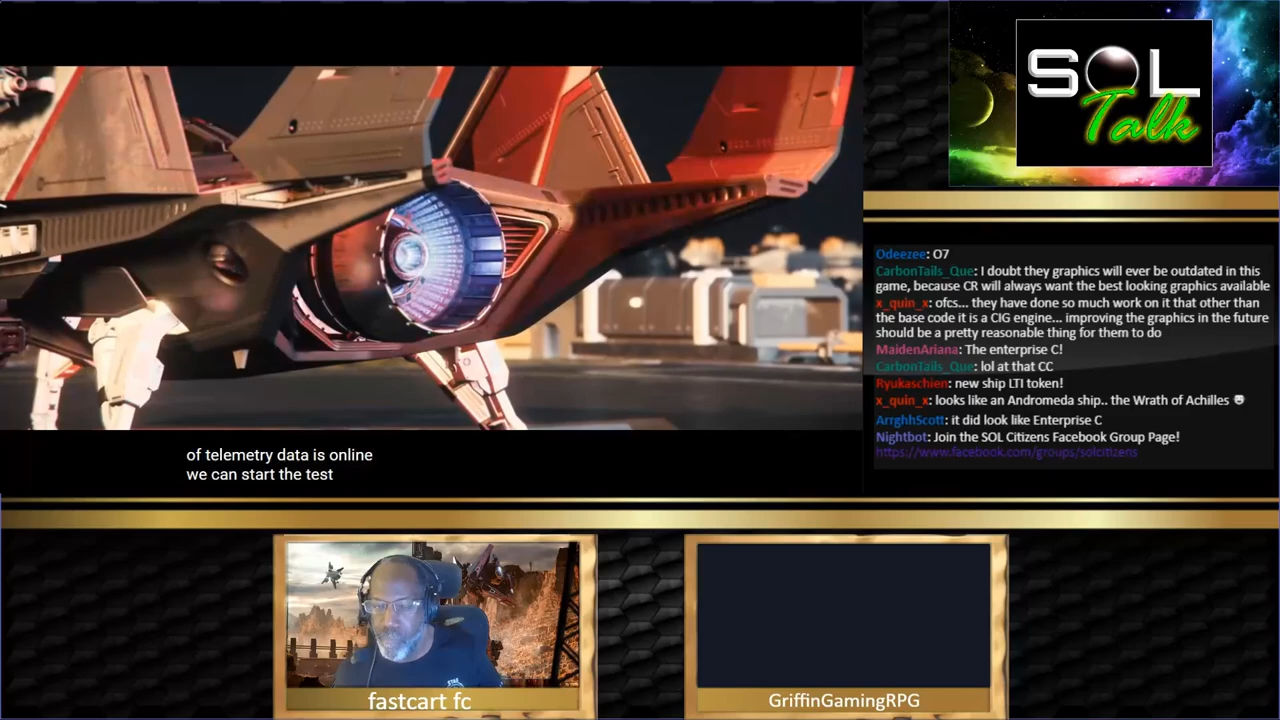 SOL
Talk
Odeezee: O7
CarbonTails_Que: I doubt they graphics will ever be outdated in this
game, because CR will always want the best looking graphics available
x_quin_x: ofcs... they have done so much work on it that other than
the base code it is a CIG engine... improving the graphics in the future
should be a pretty reasonable thing for them to do
MaidenAriana: The enterprise C!
CarbonTails_Que: lol at that CC
Ryukaschien: new ship LTI token!
x_quin_x: looks like an Andromeda ship.. the Wrath of Achilles
ArrghhScott: it did look like Enterprise C
Nightbot: Join the SOL Citizens Facebook Group Page!
https://www.facebook.com/groups/solcitizens
of telemetry data is online
we can start the test
fastcart fc
GriffinGamingRPG